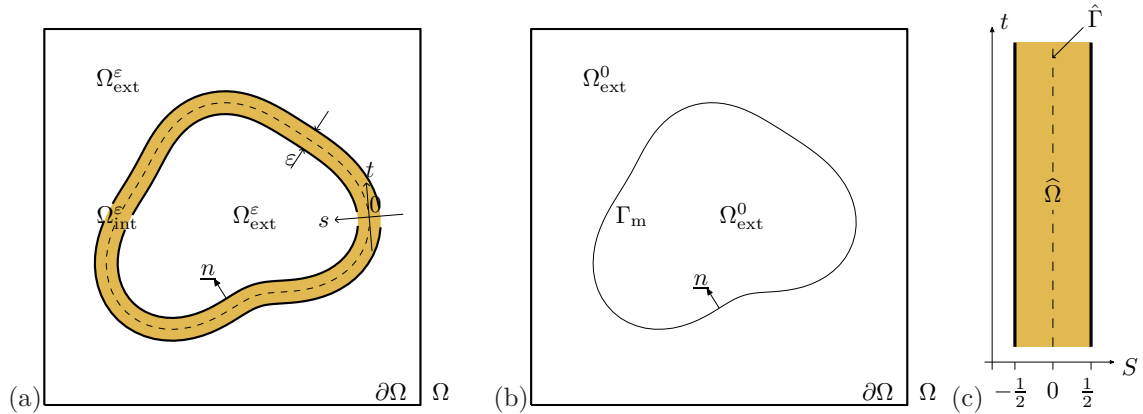 Ω^ε_ext
ε
t
0
Ω^ε_int
Ω^ε_ext
s
n
(a)
∂Ω
Ω
Ω^0_ext
Γ_m
Ω^0_ext
n
(b)
∂Ω
Ω
t
Γ̂
Ω̂
S
(c)
−1/2 0 1/2